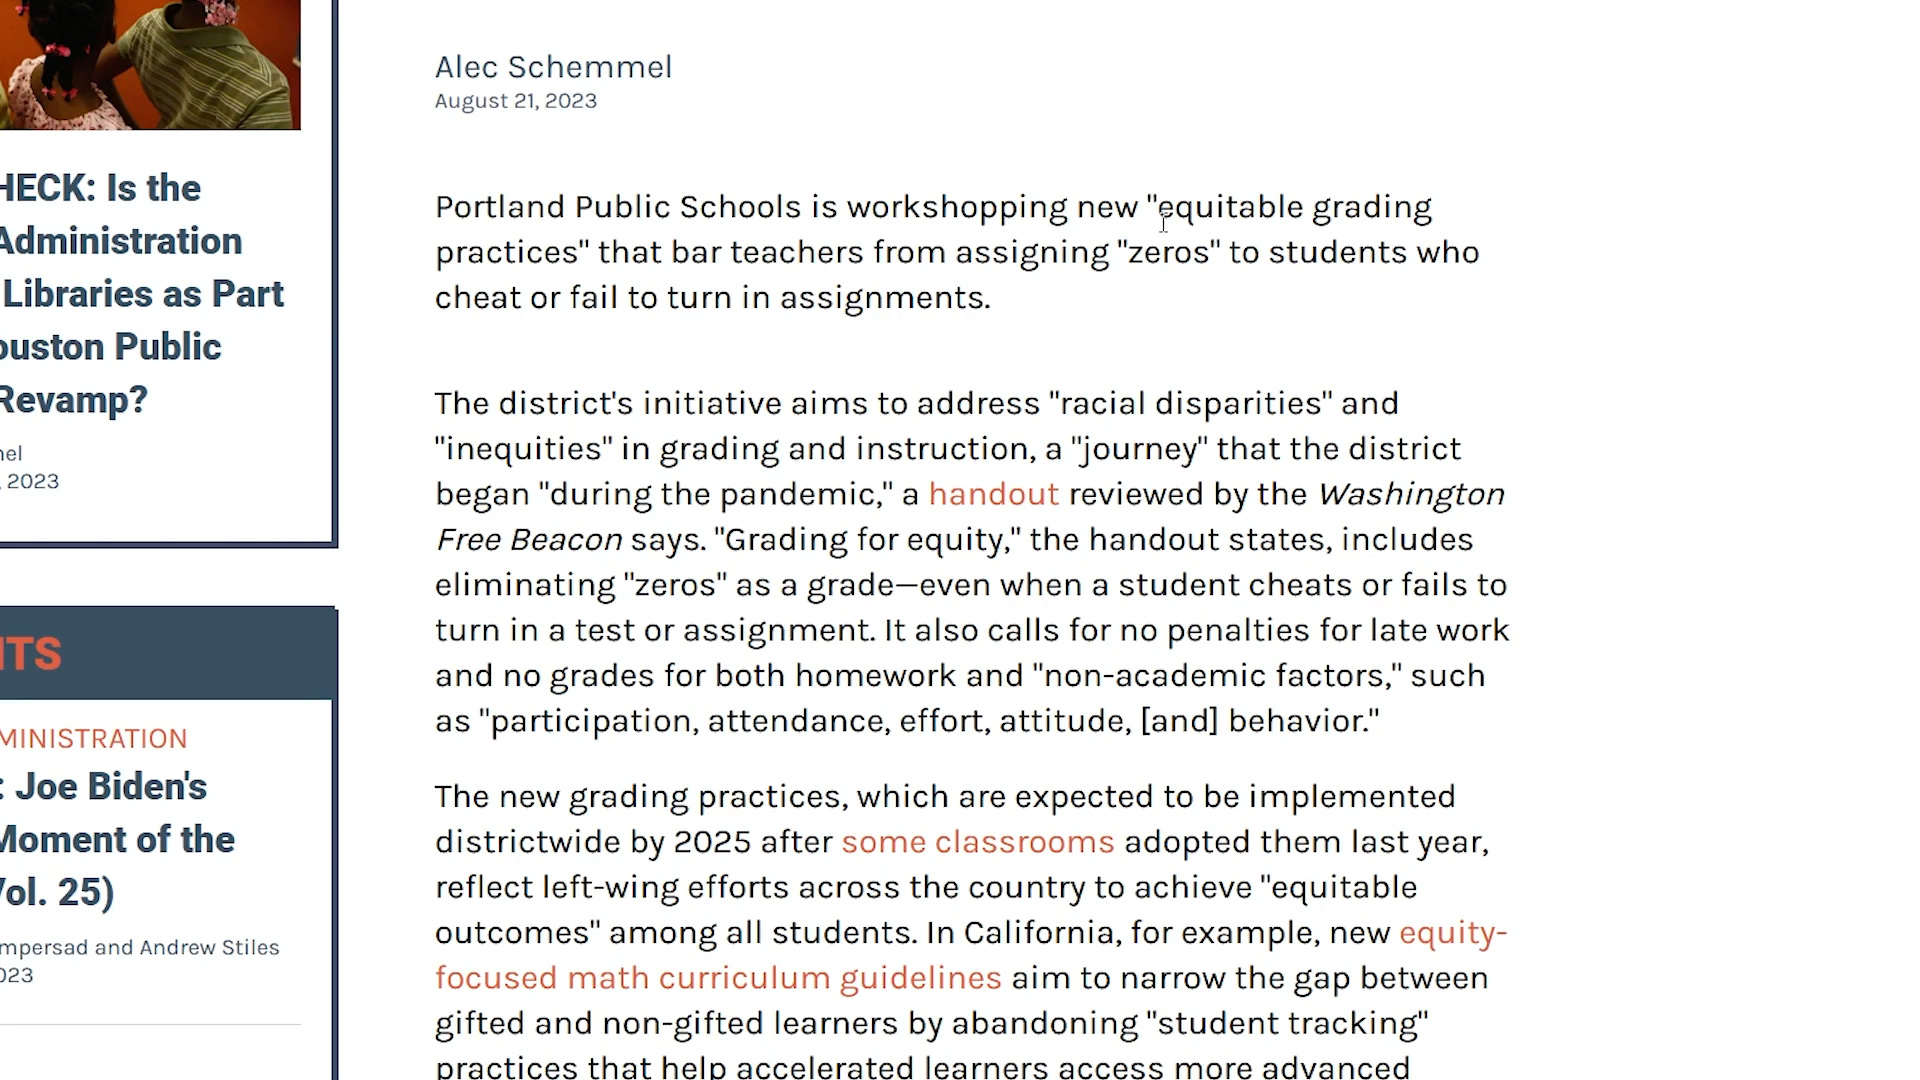 HECK: Is the
Administration
Libraries as Part
ouston Public
Revamp?
nel
, 2023
ITS
MINISTRATION
: Joe Biden's
Moment of the
Vol. 25)
mpersad and Andrew Stiles
023
Alec Schemmel
August 21, 2023
Portland Public Schools is workshopping new "equitable grading
practices" that bar teachers from assigning "zeros" to students who
cheat or fail to turn in assignments.
The district's initiative aims to address "racial disparities" and
"inequities" in grading and instruction, a "journey" that the district
began "during the pandemic," a handout reviewed by the Washington
Free Beacon says. "Grading for equity," the handout states, includes
eliminating "zeros" as a grade—even when a student cheats or fails to
turn in a test or assignment. It also calls for no penalties for late work
and no grades for both homework and "non-academic factors," such
as "participation, attendance, effort, attitude, [and] behavior."
The new grading practices, which are expected to be implemented
districtwide by 2025 after some classrooms adopted them last year,
reflect left-wing efforts across the country to achieve "equitable
outcomes" among all students. In California, for example, new equity-
focused math curriculum guidelines aim to narrow the gap between
gifted and non-gifted learners by abandoning "student tracking"
practices that help accelerated learners access more advanced